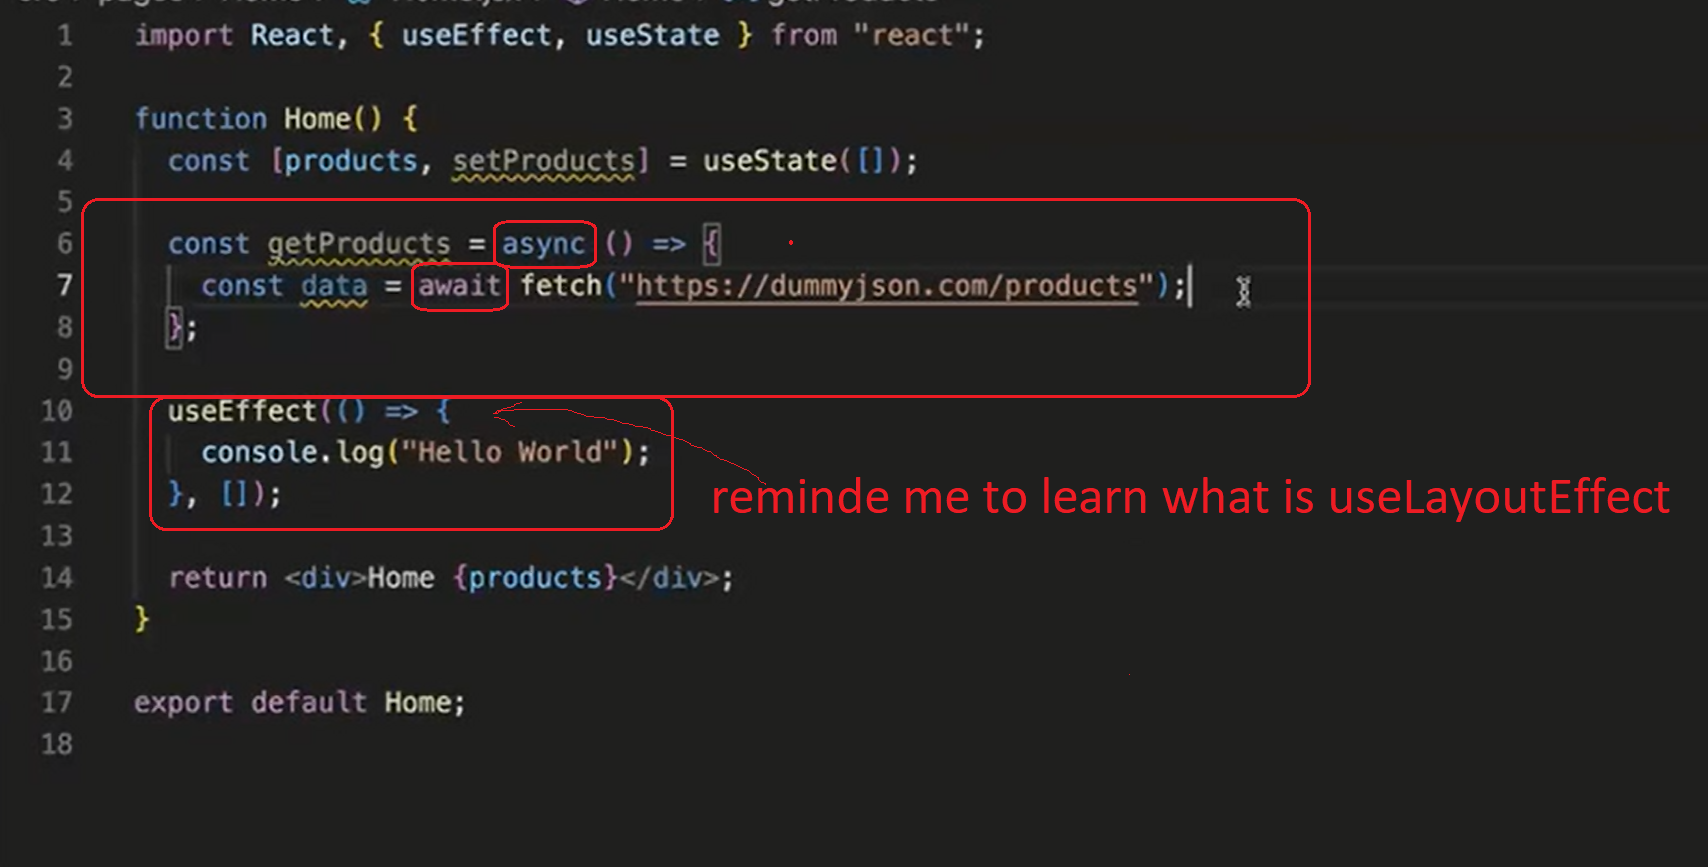 1 import React, { useEffect, useState } from "react";
2
3 function Home() {
4 const [products, setProducts] = useState([]);
5
6 const getProducts = async () => {
7 const data = await fetch("https://dummyjson.com/products");
8 };
9
10 useEffect(() => {
11 console.log("Hello World");
12 }, []);
reminde me to learn what is useLayoutEffect
13
14 return <div>Home {products}</div>;
15 }
16
17 export default Home;
18